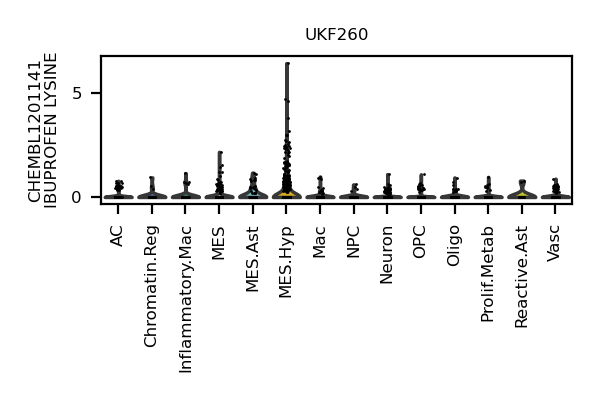 UKF260
CHEMBL1201141
IBUPROFEN LYSINE
5
0
AC
Chromatin.Reg
Inflammatory.Mac
MES
MES.Ast
MES.Hyp
Mac
NPC
Neuron
OPC
Oligo
Prolif.Metab
Reactive.Ast
Vasc